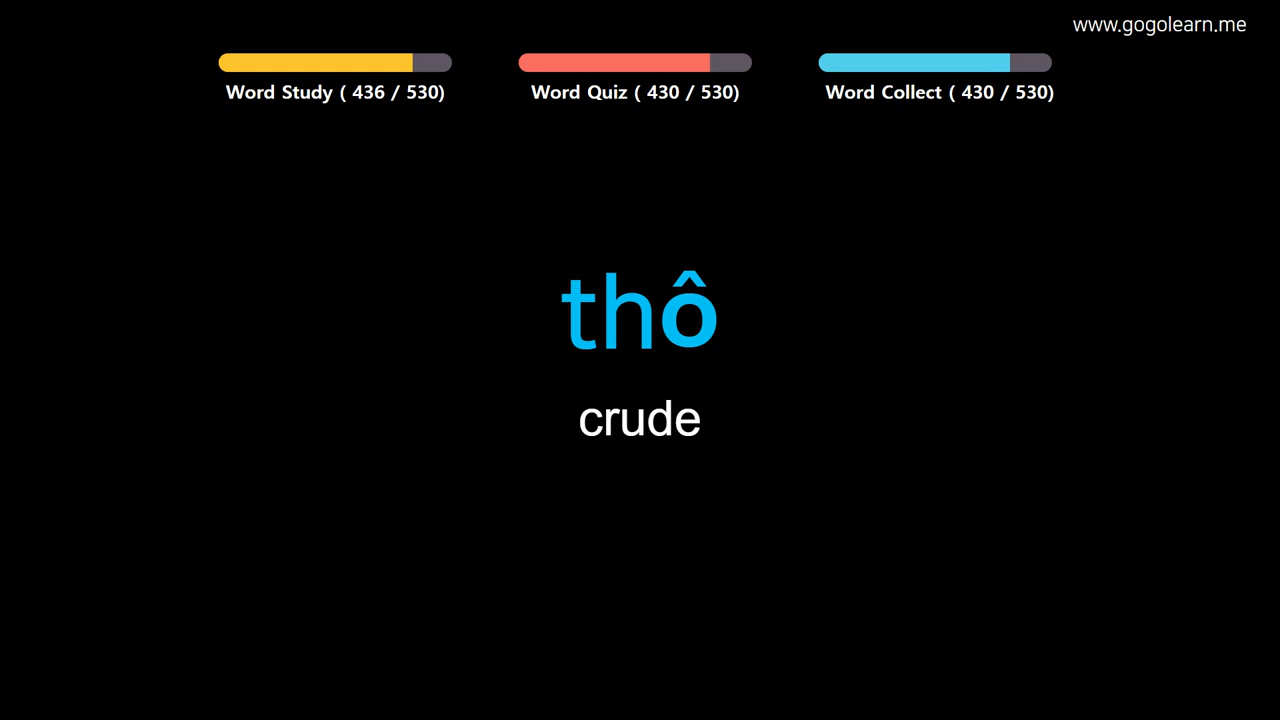 www.gogolearn.me
Word Study ( 436 / 530)
Word Quiz ( 430 / 530)
Word Collect ( 430 / 530)
thô
crude